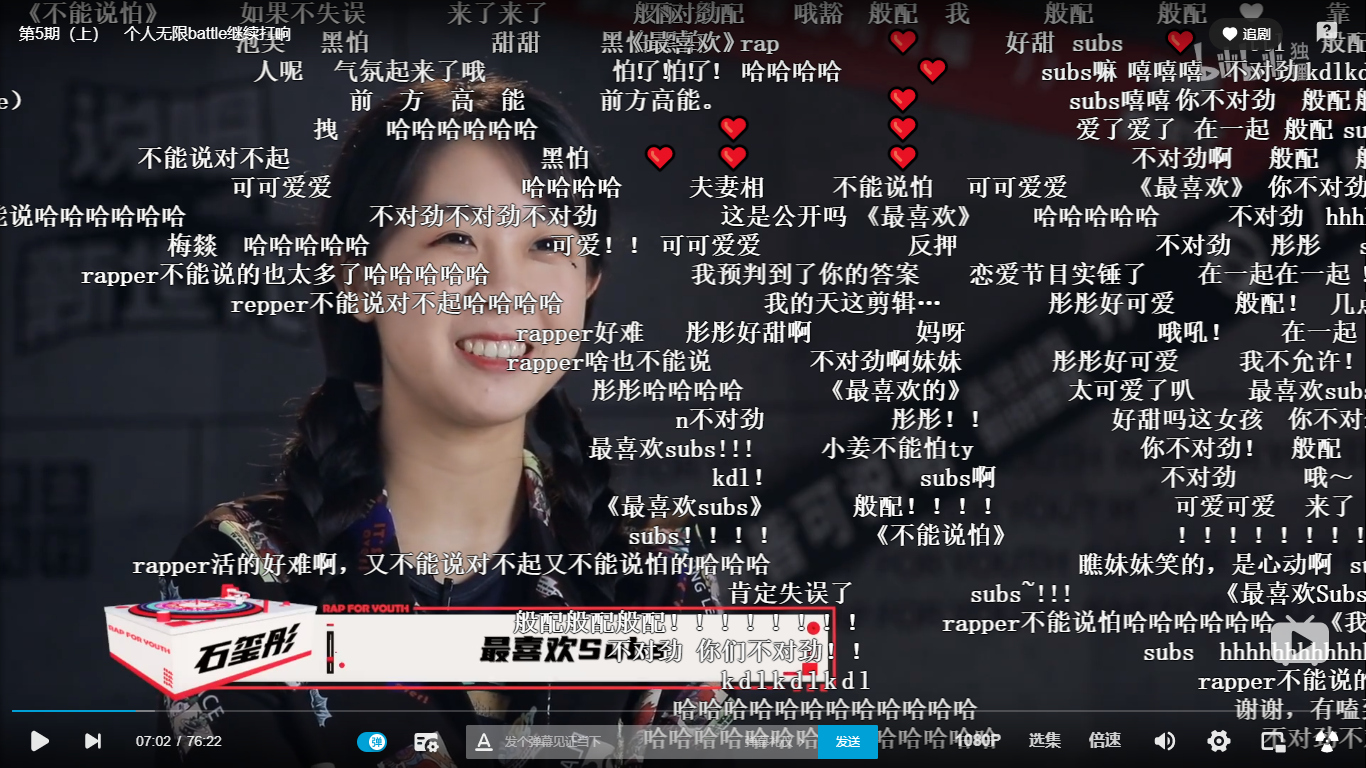 《不能说怕》 如果不失误 来了来了 般配 哦豁 般配 我 般配 般配 靠
第5期（上） 个人无限battle继续打响 追剧
泡芙 黑怕 甜甜 《最喜欢》rap 好甜 subs
人呢 气氛起来了哦 怕!了!怕!了! 哈哈哈哈 subs嘛 嘻嘻嘻 不对劲
e） 前 方 高 能 前方高能。 subs嘻嘻 你不对劲 般配
拽 哈哈哈哈哈哈 爱了爱了 在一起 般配
不能说对不起 黑怕 不对劲啊 般配
可可爱爱 哈哈哈哈 夫妻相 不能说怕 可可爱爱 《最喜欢》 你不对劲
能说哈哈哈哈哈哈 不对劲不对劲不对劲 这是公开吗 《最喜欢》 哈哈哈哈哈 不对劲 hhh
梅燚 哈哈哈哈哈 可爱！！ 可可爱爱 反押 不对劲 彤彤
rapper不能说的也太多了哈哈哈哈哈 我预判到了你的答案 恋爱节目实锤了 在一起在一起！
repper不能说对不起哈哈哈哈 我的天这剪辑… 彤彤好可爱 般配！ 几点
rapper好难 彤彤好甜啊 妈呀 哦吼！ 在一起
rapper啥也不能说 不对劲啊妹妹 彤彤好可爱 我不允许！
彤彤哈哈哈哈 《最喜欢的》 太可爱了叭 最喜欢subs
n不对劲 彤彤！！ 好甜吗这女孩 你不对
最喜欢subs!!! 小姜不能怕ty 你不对劲！ 般配
kdl！ subs啊 不对劲 哦～
《最喜欢subs》 般配！！！！ 可爱可爱 来了
subs！！！！ 《不能说怕》 ！！！！！！！！
rapper活的好难啊，又不能说对不起又不能说怕的哈哈哈 瞧妹妹笑的，是心动啊
肯定失误了 subs~!!! 《最喜欢Subs
RAP FOR YOUTH
般配般配般配！！！！！！！！ rapper不能说怕哈哈哈哈哈哈 《我
RAP FOR YOUTH
石玺彤 最喜欢Subs
不对劲 你们不对劲！！ subs hhhhhhhhhhh
kdlkdlkdl rapper不能说的
哈哈哈哈哈哈哈哈哈哈哈哈 谢谢，有嗑到
07:02 / 76:22 弹 发个弹幕见证当下 发送 1080P 选集 倍速